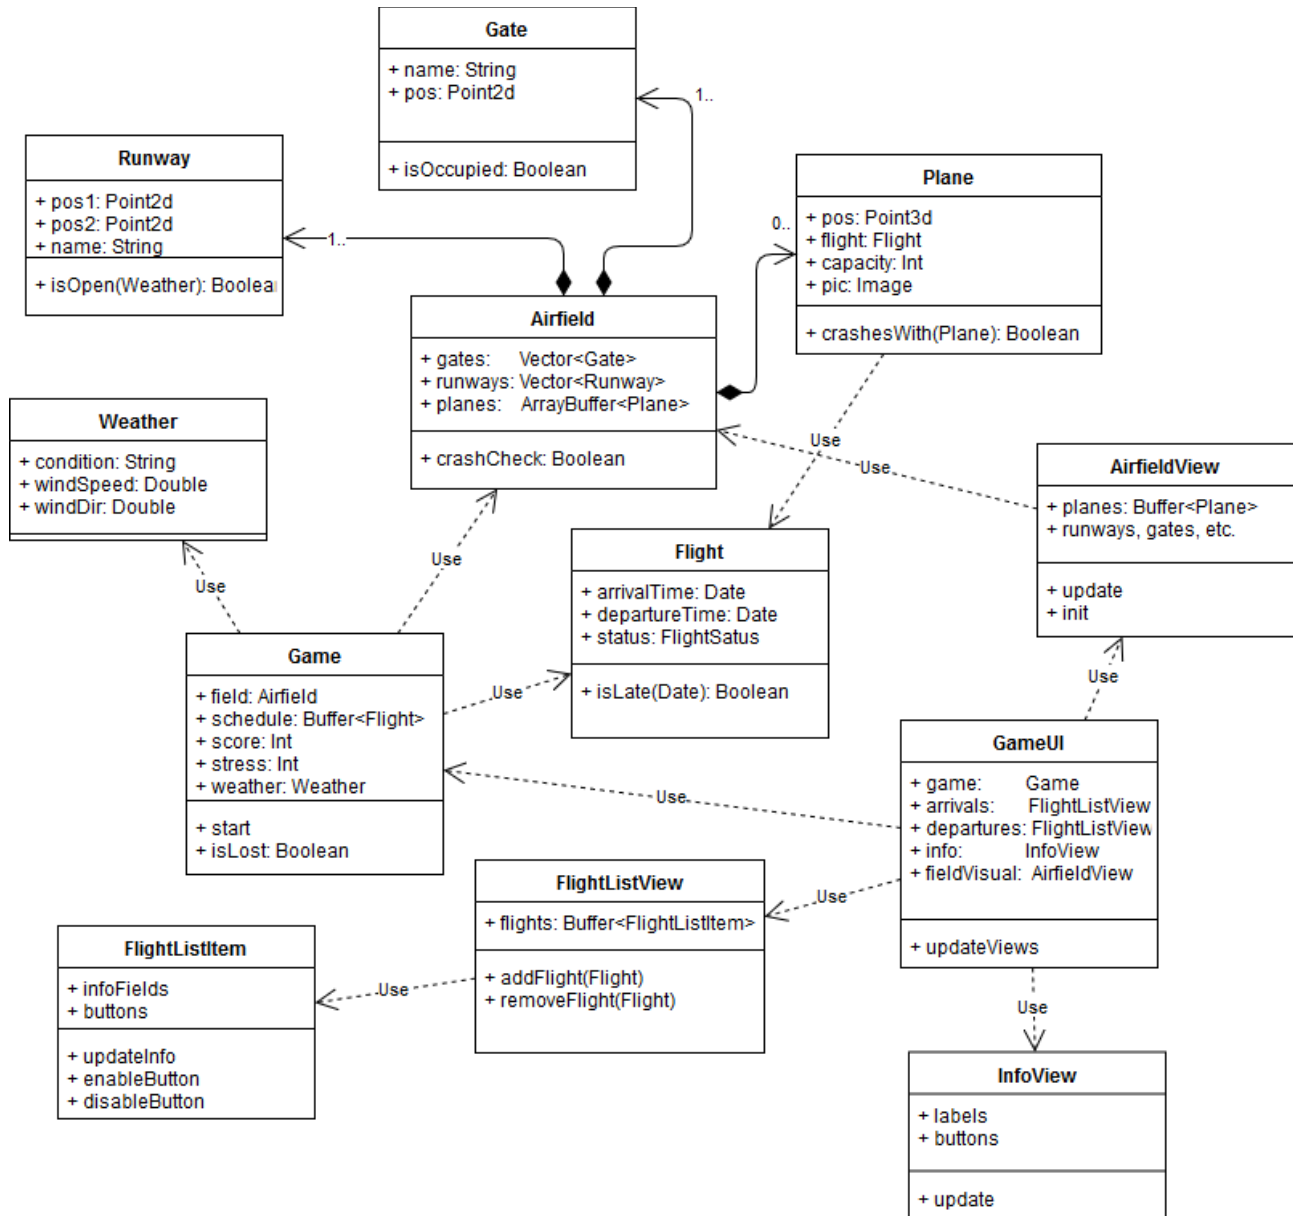 Gate
+ name: String
+ pos: Point2d
+ isOccupied: Boolean
1..
Runway
+ pos1: Point2d
+ pos2: Point2d
+ name: String
+ isOpen(Weather): Boolea
1..
Plane
+ pos: Point3d
+ flight: Flight
+ capacity: Int
+ pic: Image
+ crashesWith(Plane): Boolean
0..
Airfield
+ gates: Vector<Gate>
+ runways: Vector<Runway>
+ planes: ArrayBuffer<Plane>
+ crashCheck: Boolean
Weather
+ condition: String
+ windSpeed: Double
+ windDir: Double
Use
Use
AirfieldView
+ planes: Buffer<Plane>
+ runways, gates, etc.
+ update
+ init
Use
Use
Flight
+ arrivalTime: Date
+ departureTime: Date
+ status: FlightSatus
+ isLate(Date): Boolean
Game
+ field: Airfield
+ schedule: Buffer<Flight>
+ score: Int
+ stress: Int
+ weather: Weather
+ start
+ isLost: Boolean
Use
Use
GameUI
+ game: Game
+ arrivals: FlightListView
+ departures: FlightListView
+ info: InfoView
+ fieldVisual: AirfieldView
+ updateViews
Use
FlightListView
+ flights: Buffer<FlightListItem>
+ addFlight(Flight)
+ removeFlight(Flight)
Use
FlightListItem
+ infoFields
+ buttons
+ updateInfo
+ enableButton
+ disableButton
Use
Use
InfoView
+ labels
+ buttons
+ update